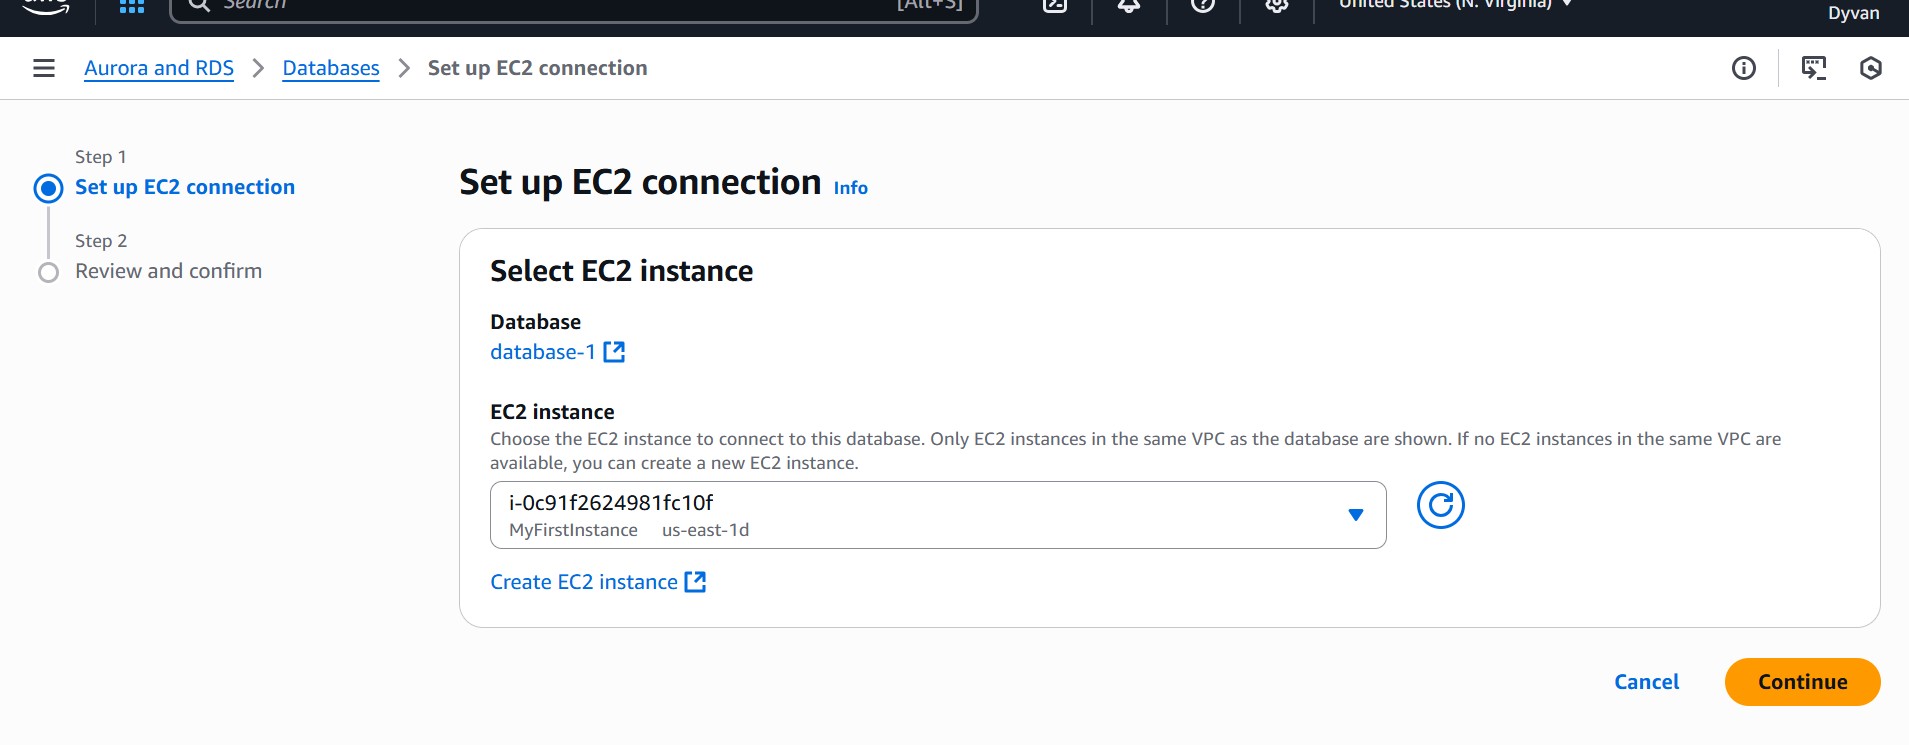 Search
[Alt+S]
United States (N. Virginia)
Dyvan
Aurora and RDS
Databases
Set up EC2 connection
Step 1
Set up EC2 connection
Step 2
Review and confirm
Set up EC2 connection Info
Select EC2 instance
Database
database-1
EC2 instance
Choose the EC2 instance to connect to this database. Only EC2 instances in the same VPC as the database are shown. If no EC2 instances in the same VPC are
available, you can create a new EC2 instance.
i-0c91f2624981fc10f
MyFirstInstance us-east-1d
Create EC2 instance
Cancel
Continue